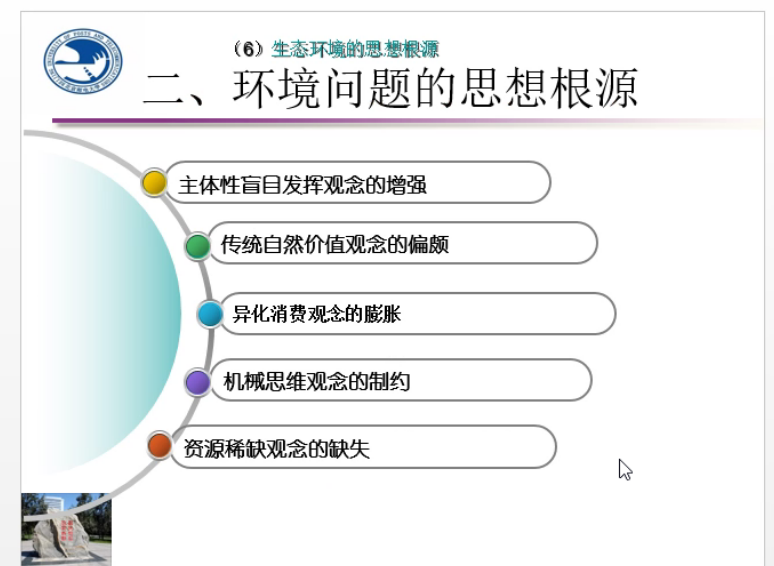 （6）生态环境的思想根源
二、环境问题的思想根源
主体性盲目发挥观念的增强
传统自然价值观念的偏颇
异化消费观念的膨胀
机械思维观念的制约
资源稀缺观念的缺失